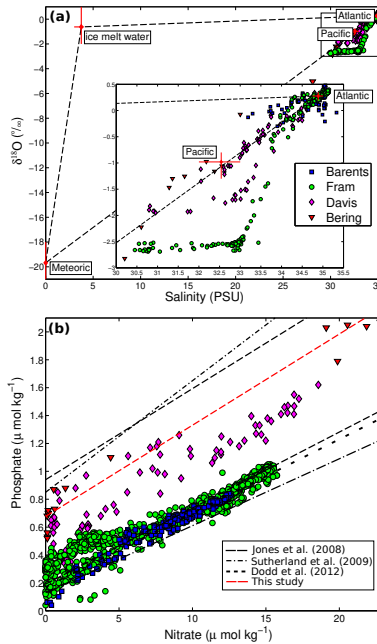 (a)
Atlantic
Pacific
ice melt water
0
−2
−4
−6
−8
−10
−12
−14
−16
−18
−20
δ18O (o/oo)
0.5
0
−0.5
−1
−1.5
−2
−2.5
−3
Pacific
Atlantic
Barents
Fram
Davis
Bering
30 30.5 31 31.5 32 32.5 33 33.5 34 34.5 35 35.5
Meteoric
0 5 10 15 20 25 30
Salinity (PSU)
(b)
2
1.8
1.6
1.4
1.2
1
0.8
0.6
0.4
0.2
0
Phosphate (μ mol kg−1)
Jones et al. (2008)
Sutherland et al. (2009)
Dodd et al. (2012)
This study
0 5 10 15 20
Nitrate (μ mol kg−1)